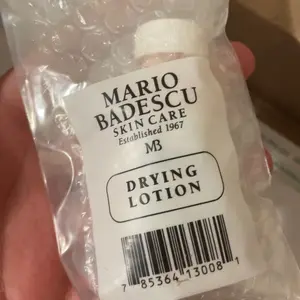 MARIO
BADESCU
SKIN CARE
Established 1967
MB
DRYING
LOTION
7 85364 13008 1